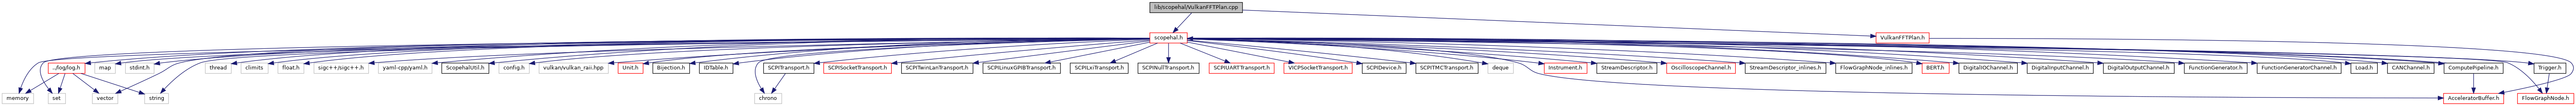 lib/scopehal/VulkanFFTPlan.cpp
scopehal.h
VulkanFFTPlan.h
../log/log.h
map
stdint.h
thread
climits
float.h
sigc++/sigc++.h
yaml-cpp/yaml.h
ScopehalUtil.h
config.h
vulkan/vulkan_raii.hpp
Unit.h
Bijection.h
IDTable.h
SCPITransport.h
SCPISocketTransport.h
SCPITwinLanTransport.h
SCPILinuxGPIBTransport.h
SCPILxiTransport.h
SCPINullTransport.h
SCPIUARTTransport.h
VICPSocketTransport.h
SCPIDevice.h
SCPITMCTransport.h
deque
Instrument.h
StreamDescriptor.h
OscilloscopeChannel.h
StreamDescriptor_inlines.h
FlowGraphNode_inlines.h
BERT.h
DigitalIOChannel.h
DigitalInputChannel.h
DigitalOutputChannel.h
FunctionGenerator.h
FunctionGeneratorChannel.h
Load.h
CANChannel.h
ComputePipeline.h
Trigger.h
memory
set
vector
string
chrono
AcceleratorBuffer.h
FlowGraphNode.h